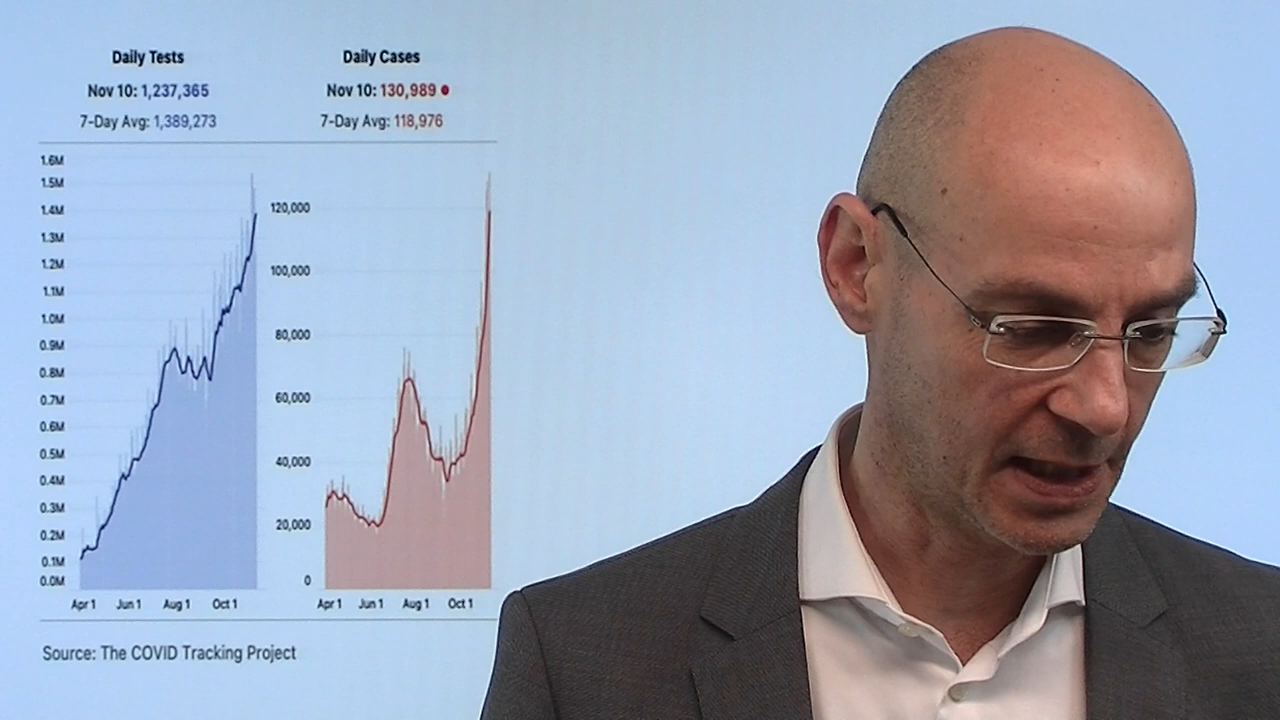 Daily Tests
Nov 10: 1,237,365
7-Day Avg: 1,389,273
1.6M
1.5M
1.4M
1.3M
1.2M
1.1M
1.0M
0.9M
0.8M
0.7M
0.6M
0.5M
0.4M
0.3M
0.2M
0.1M
0.0M
Apr 1 Jun 1 Aug 1 Oct 1
Daily Cases
Nov 10: 130,989
7-Day Avg: 118,976
120,000
100,000
80,000
60,000
40,000
20,000
0
Apr 1 Jun 1 Aug 1 Oct 1
Source: The COVID Tracking Project